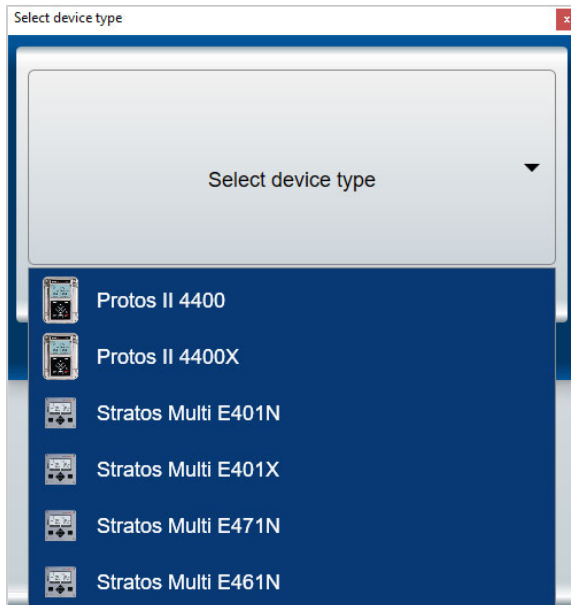 Select device type
Select device type
Protos II 4400
Protos II 4400X
Stratos Multi E401N
Stratos Multi E401X
Stratos Multi E471N
Stratos Multi E461N